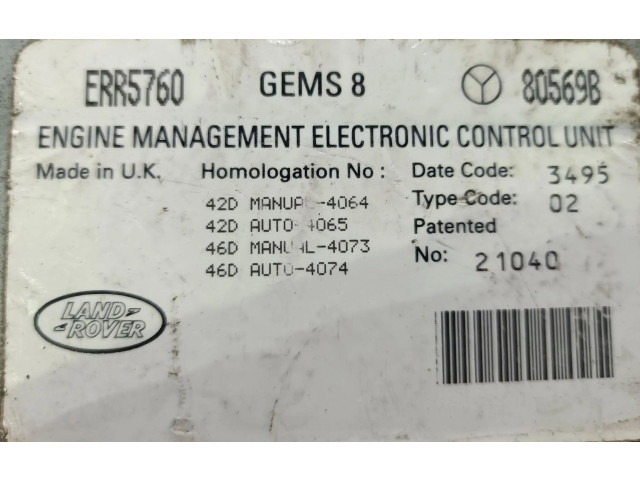 ERR5760 GEMS 8 80569B
ENGINE MANAGEMENT ELECTRONIC CONTROL UNIT
Made in U.K. Homologation No : Date Code: 3495
42D MANUAL-4064 Type Code: 02
42D AUTO-4065 Patented
46D MANUAL-4073 No: 21040
46D AUTO-4074
LAND
ROVER